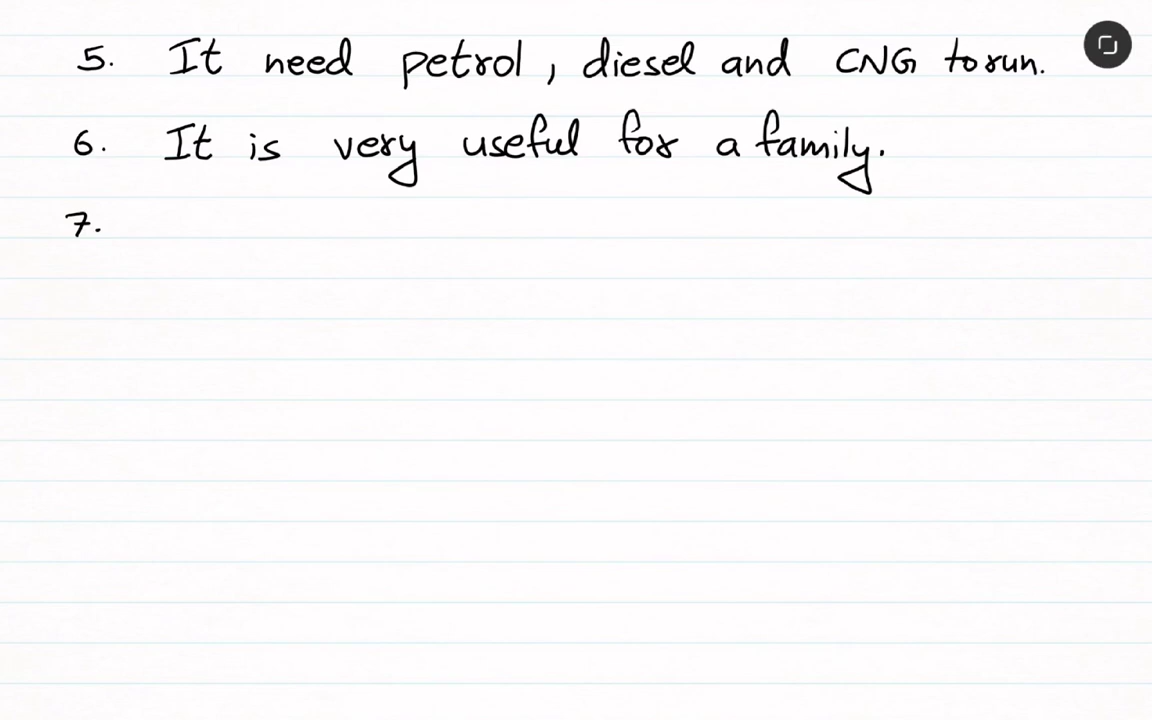 5. It need petrol, diesel and CNG to run.
6. It is very useful for a family.
7.